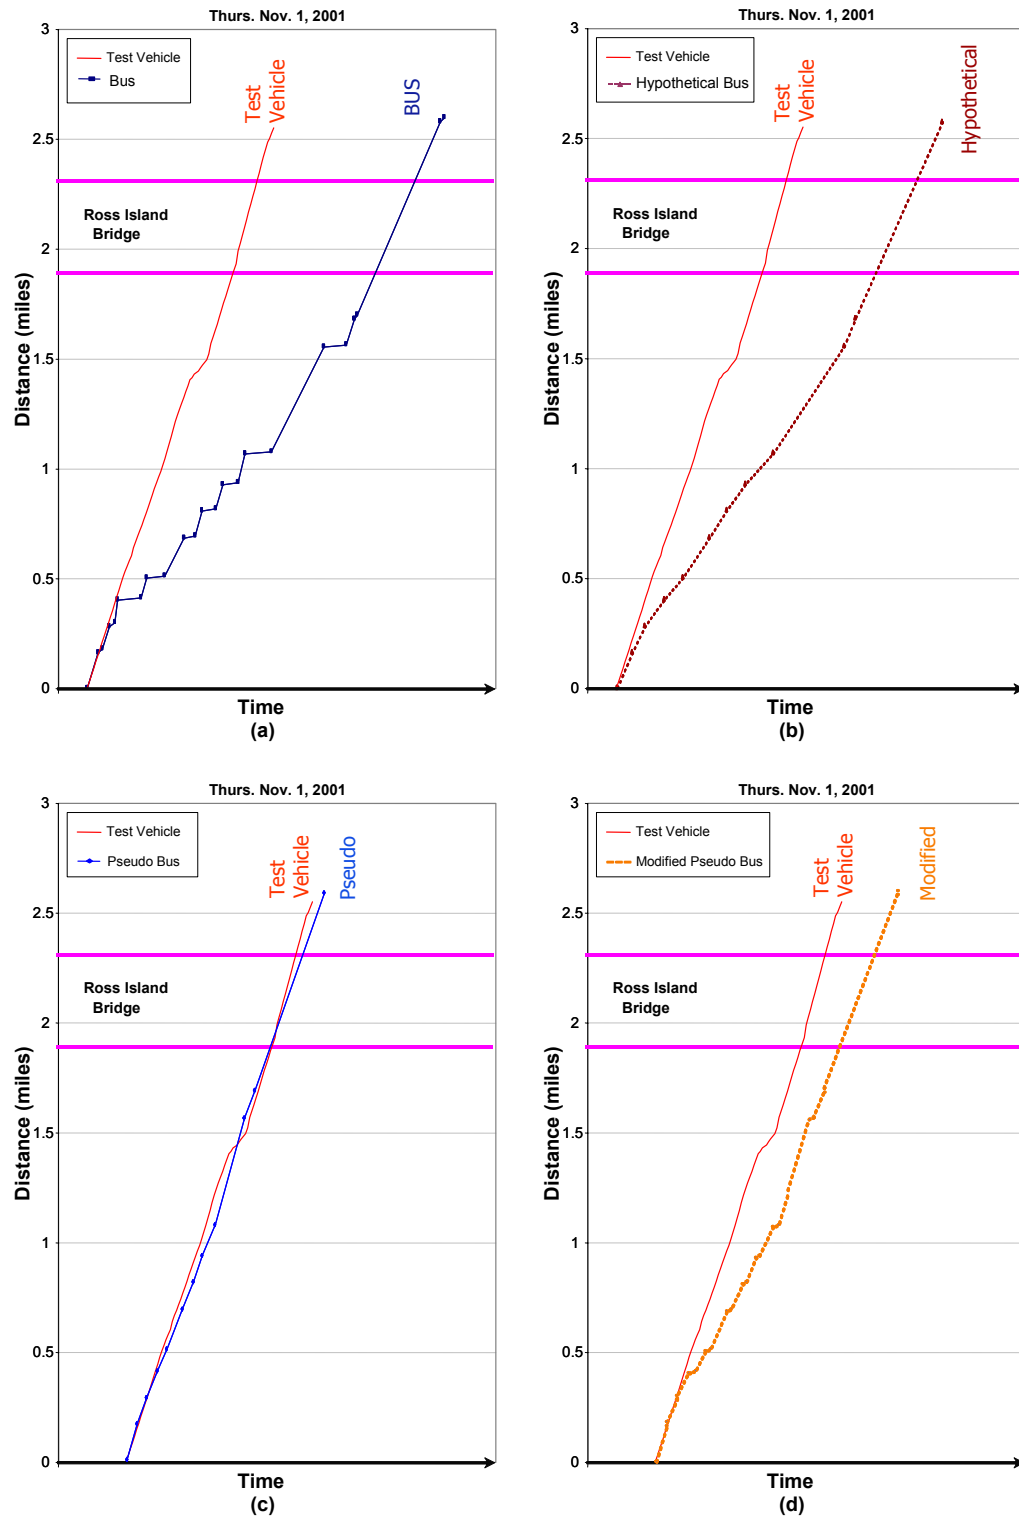 Thurs. Nov. 1, 2001
3
2.5
2
1.5
1
0.5
0
Distance (miles)
Test Vehicle
Bus
Test
Vehicle
BUS
Ross Island
Bridge
Time
(a)
Thurs. Nov. 1, 2001
3
2.5
2
1.5
1
0.5
0
Distance (miles)
Test Vehicle
Hypothetical Bus
Test
Vehicle
Hypothetical
Ross Island
Bridge
Time
(b)
Thurs. Nov. 1, 2001
3
2.5
2
1.5
1
0.5
0
Distance (miles)
Test Vehicle
Pseudo Bus
Test
Vehicle
Pseudo
Ross Island
Bridge
Time
(c)
Thurs. Nov. 1, 2001
3
2.5
2
1.5
1
0.5
0
Distance (miles)
Test Vehicle
Modified Pseudo Bus
Test
Vehicle
Modified
Ross Island
Bridge
Time
(d)